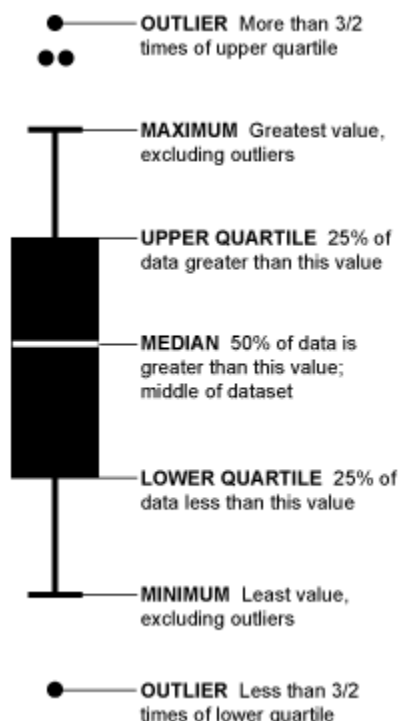 OUTLIER More than 3/2
times of upper quartile
MAXIMUM Greatest value,
excluding outliers
UPPER QUARTILE 25% of
data greater than this value
MEDIAN 50% of data is
greater than this value;
middle of dataset
LOWER QUARTILE 25% of
data less than this value
MINIMUM Least value,
excluding outliers
OUTLIER Less than 3/2
times of lower quartile